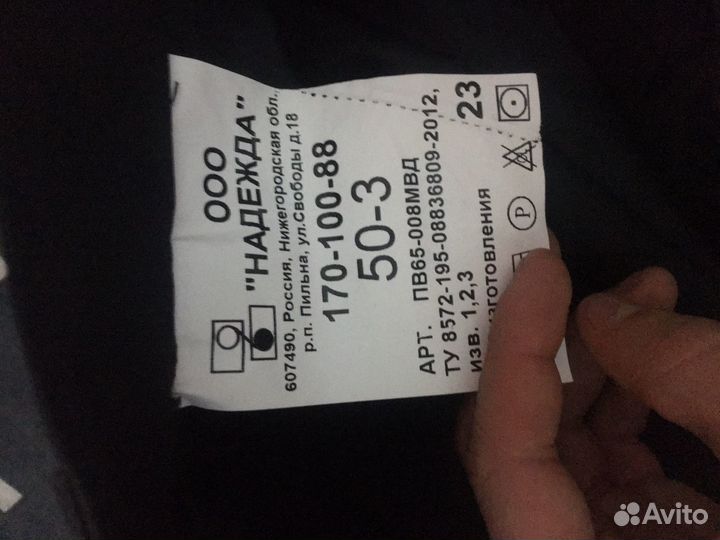 ООО
"НАДЕЖДА"
607490, Россия, Нижегородская обл.,
р.п. Пильна, ул.Свободы д.18
170-100-88
50-3
АРТ. ПВ65-008МВД
ТУ 8572-195-08836809-2012,
изв. 1,2,3
изготовления 23
P
Avito